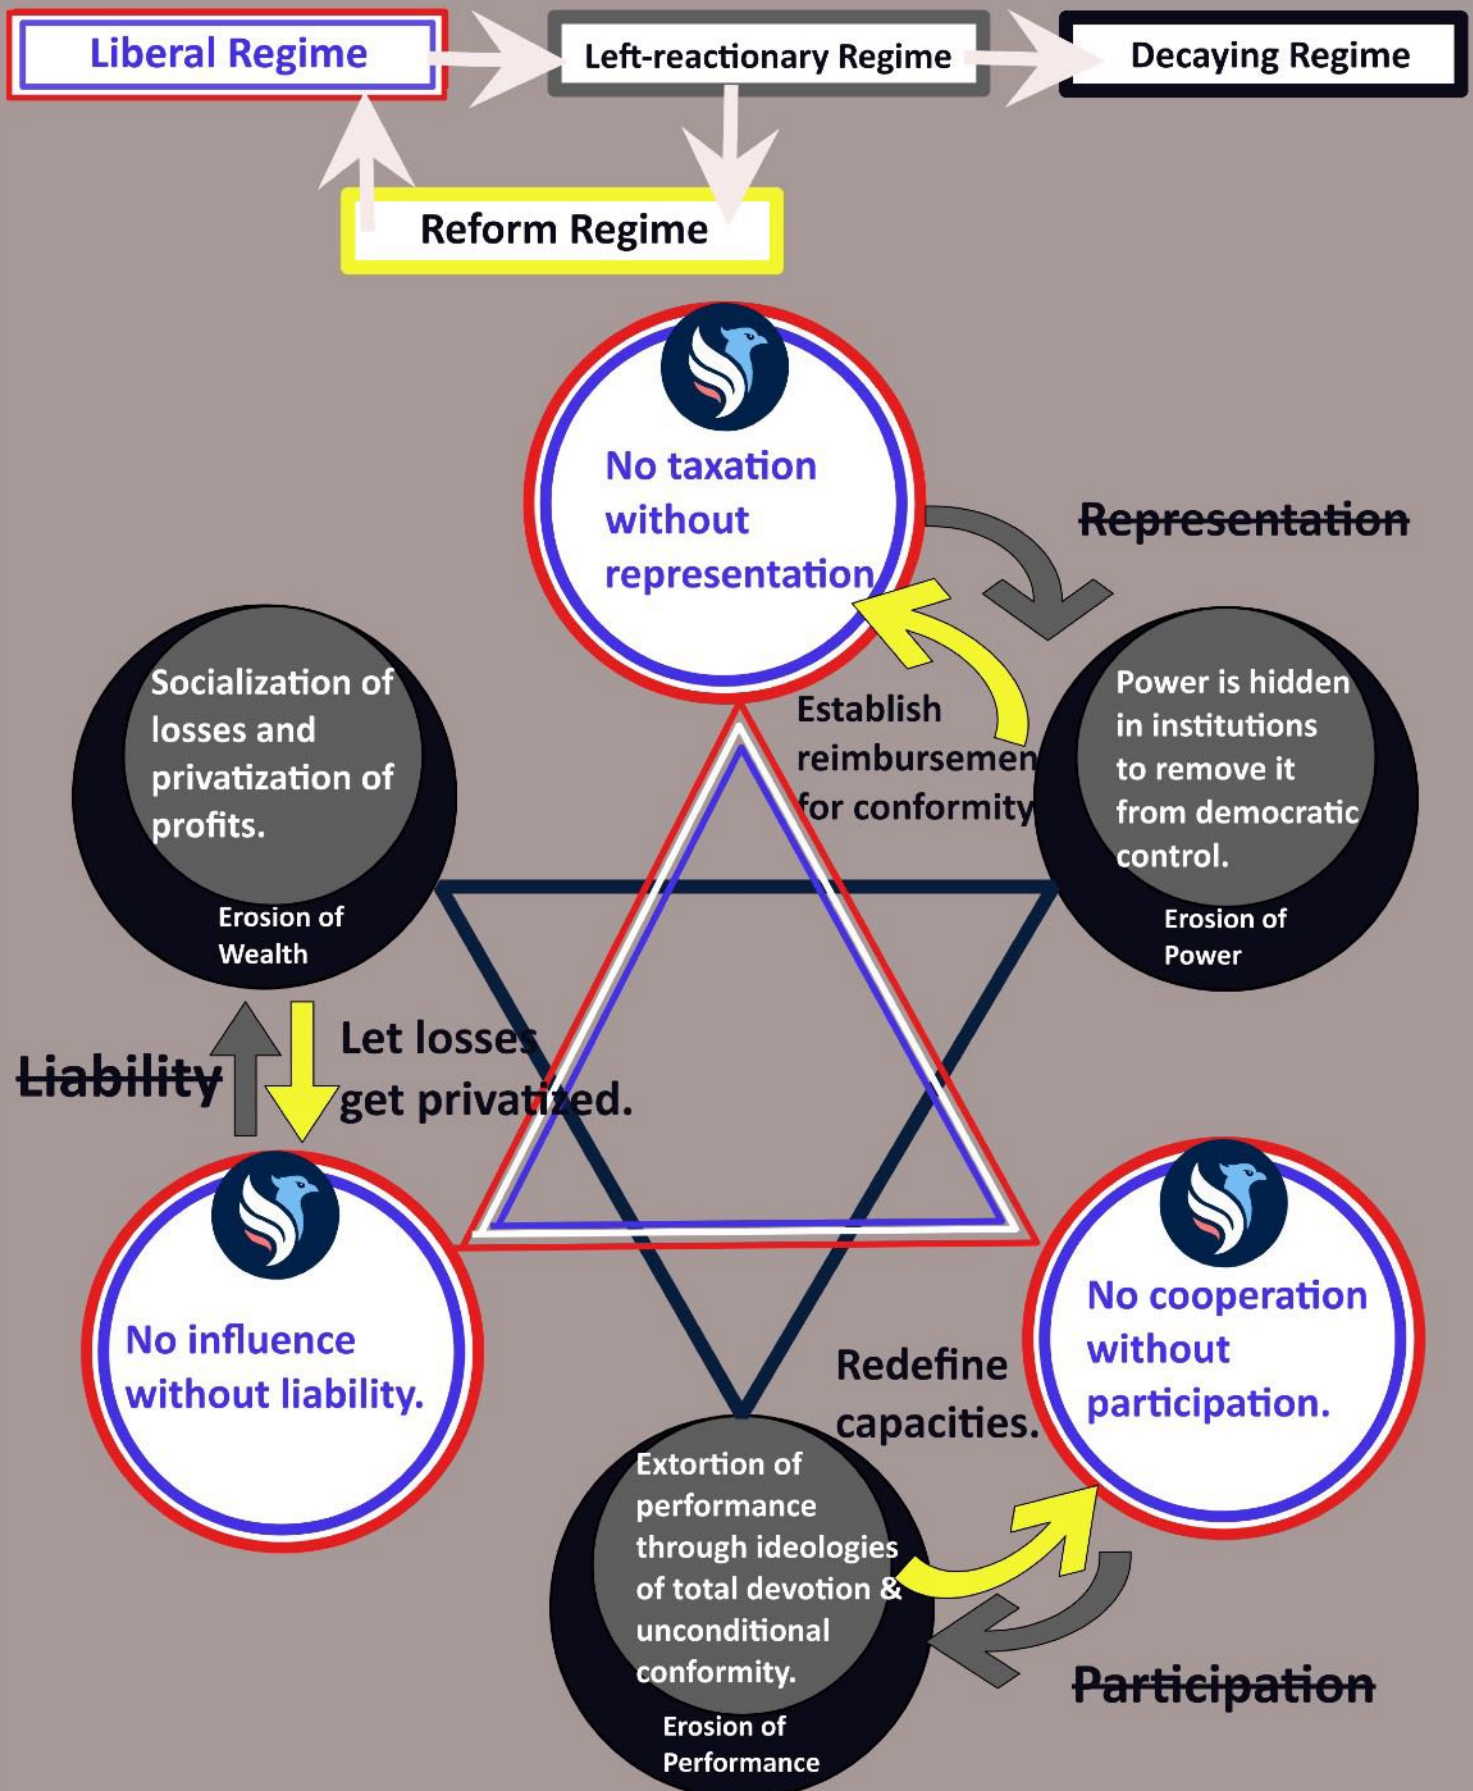 Liberal Regime
Left-reactionary Regime
Decaying Regime
Reform Regime
No taxation
without
representation
Representation
Socialization of
losses and
privatization of
profits.
Erosion of
Wealth
Establish
reimbursemen
for conformity
Power is hidden
in institutions
to remove it
from democratic
control.
Erosion of
Power
Liability
Let losses
get privatized.
No influence
without liability.
No cooperation
without
participation.
Redefine
capacities.
Extortion of
performance
through ideologies
of total devotion &
unconditional
conformity.
Erosion of
Performance
Participation